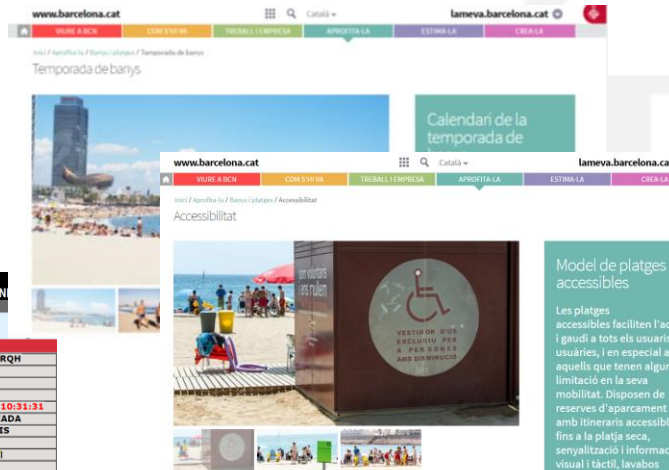 www.barcelona.cat
Català
lameva.barcelona.cat
VIURE A BCN
COM S'HI VA
TREBALL I EMPRESA
APROFITA-LA
ESTIMA-LA
CREA-LA
Inici / Aprofita-la / Banys i platges / Temporada de banys
Temporada de banys
Calendari de la
temporada de
www.barcelona.cat
Català
lameva.barcelona.ca
VIURE A BCN
COM S'HI VA
TREBALL I EMPRESA
APROFITA-LA
ESTIMA-LA
CREA-LA
Inici / Aprofita-la / Banys i platges / Accessibilitat
Accessibilitat
som voluntaris
ens mullem
VESTIDOR D'ÚS
EXCLUSIU PER
A PERSONES
AMB DISMINUCIÓ
Model de platges
accessibles
Les platges
accessibles faciliten l'ac
i gaudi a tots els usuaris
usuàries, i en especial a
aquells que tenen algun
limitació en la seva
mobilitat. Disposen de
reserves d'aparcament
amb itineraris accessibl
fins a la platja seca,
senyalització i informac
visual i tàctil, lavabos
RQH
10:31:31
ADA
IS